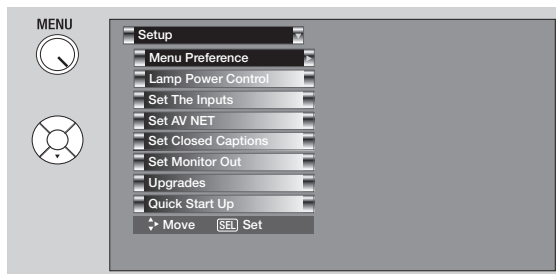 MENU
Setup
Menu Preference
Lamp Power Control
Set The Inputs
Set AV NET
Set Closed Captions
Set Monitor Out
Upgrades
Quick Start Up
Move SEL Set